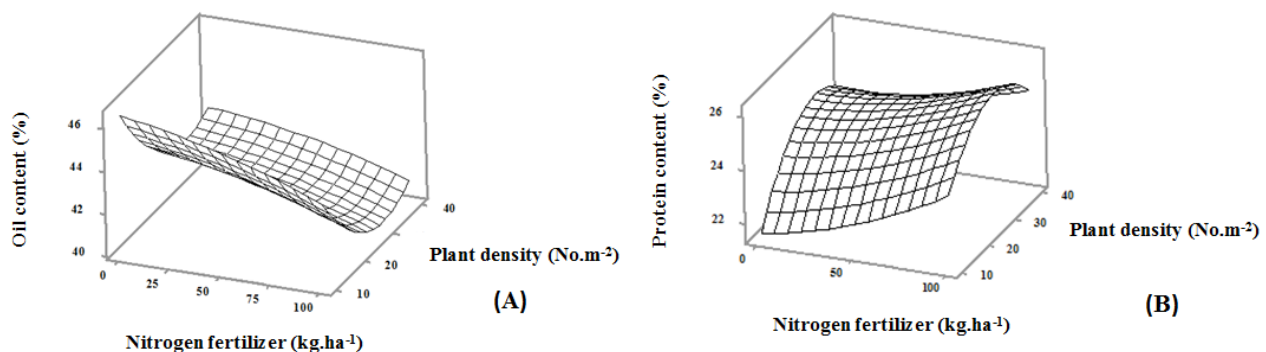 Oil content (%)
46
44
42
40
0
25
50
75
100
10
20
40
Plant density (No.m-2)
Nitrogen fertilizer (kg.ha-1)
(A)
Protein content (%)
26
24
22
0
50
100
10
20
30
40
Plant density (No.m-2)
Nitrogen fertilizer (kg.ha-1)
(B)